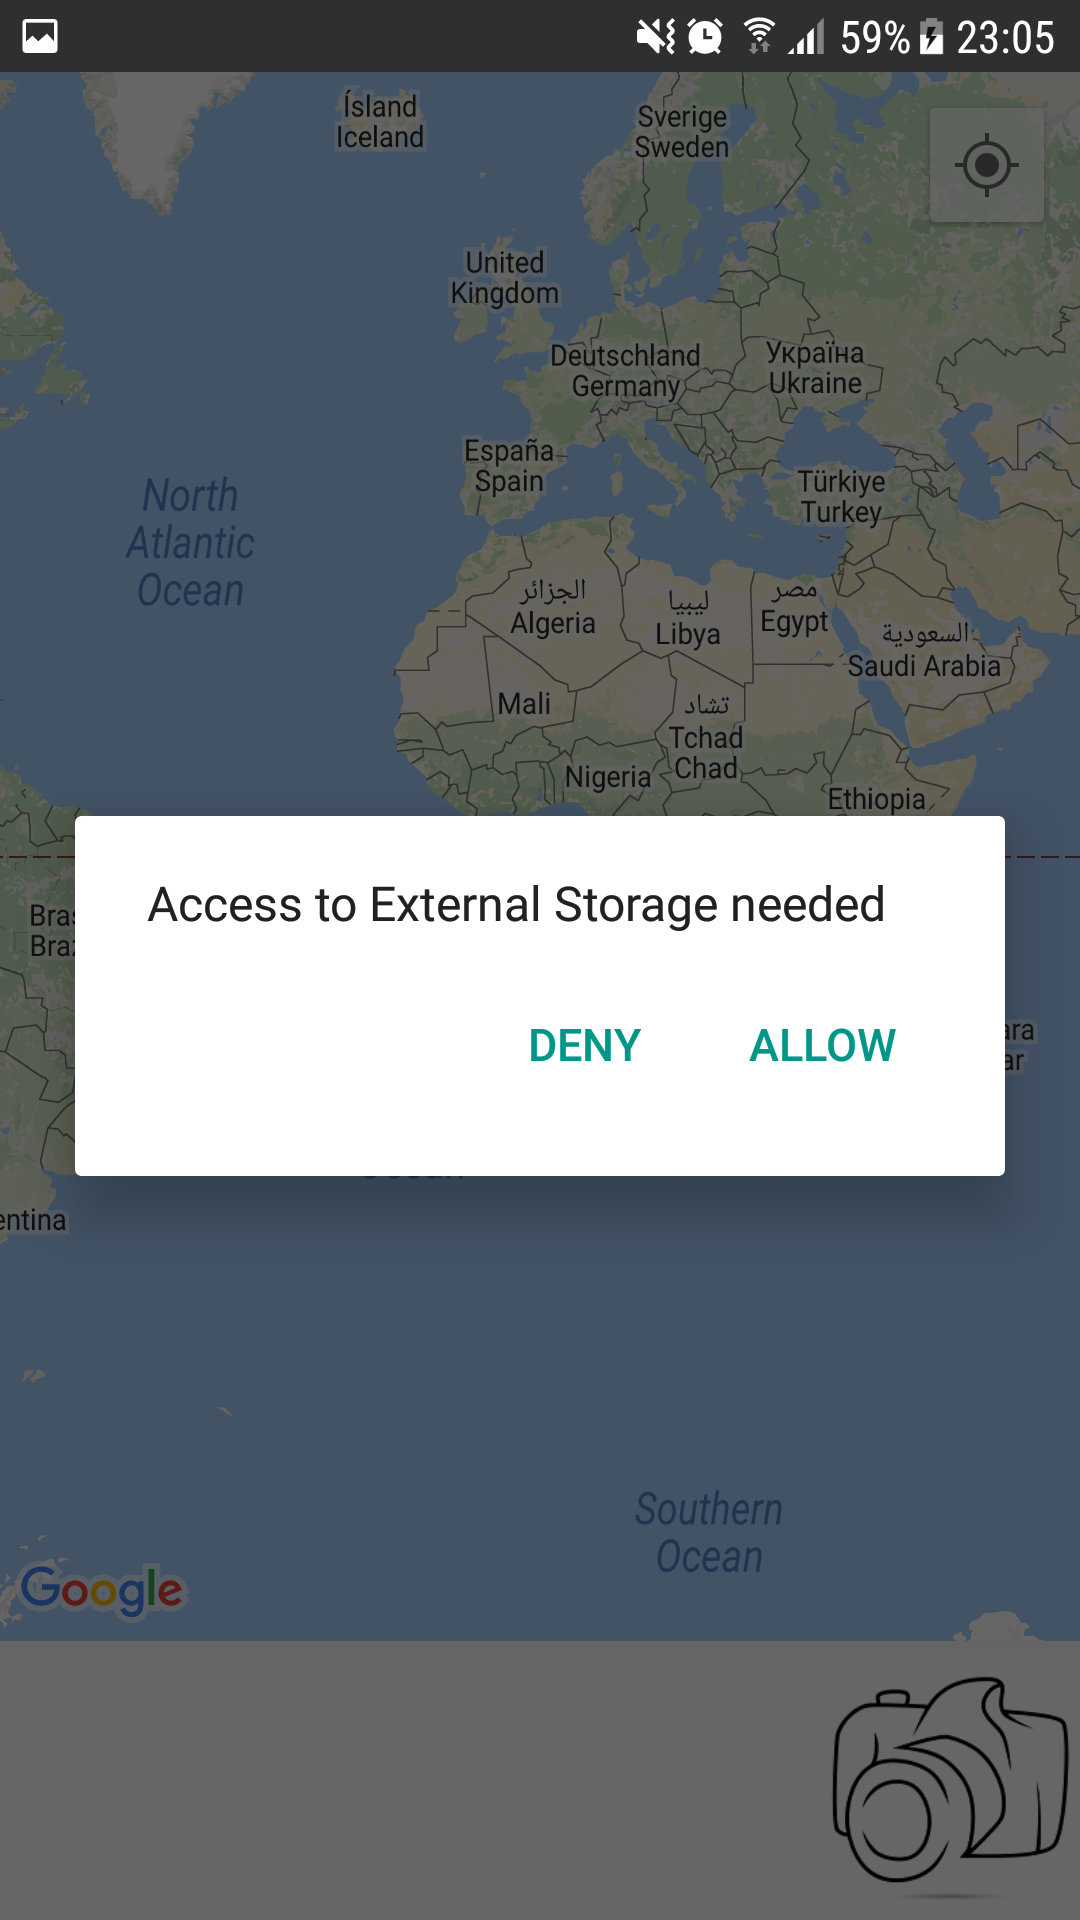 59% 23:05
Ísland
Iceland
Sverige
Sweden
United
Kingdom
Deutschland
Germany
Україна
Ukraine
España
Spain
Türkiye
Turkey
North
Atlantic
Ocean
الجزائر
Algeria
ليبيا
Libya
مصر
Egypt
السعودية
Saudi Arabia
Mali
تشاد
Tchad
Chad
Nigeria
Ethiopia
Access to External Storage needed
DENY ALLOW
Southern
Ocean
Google